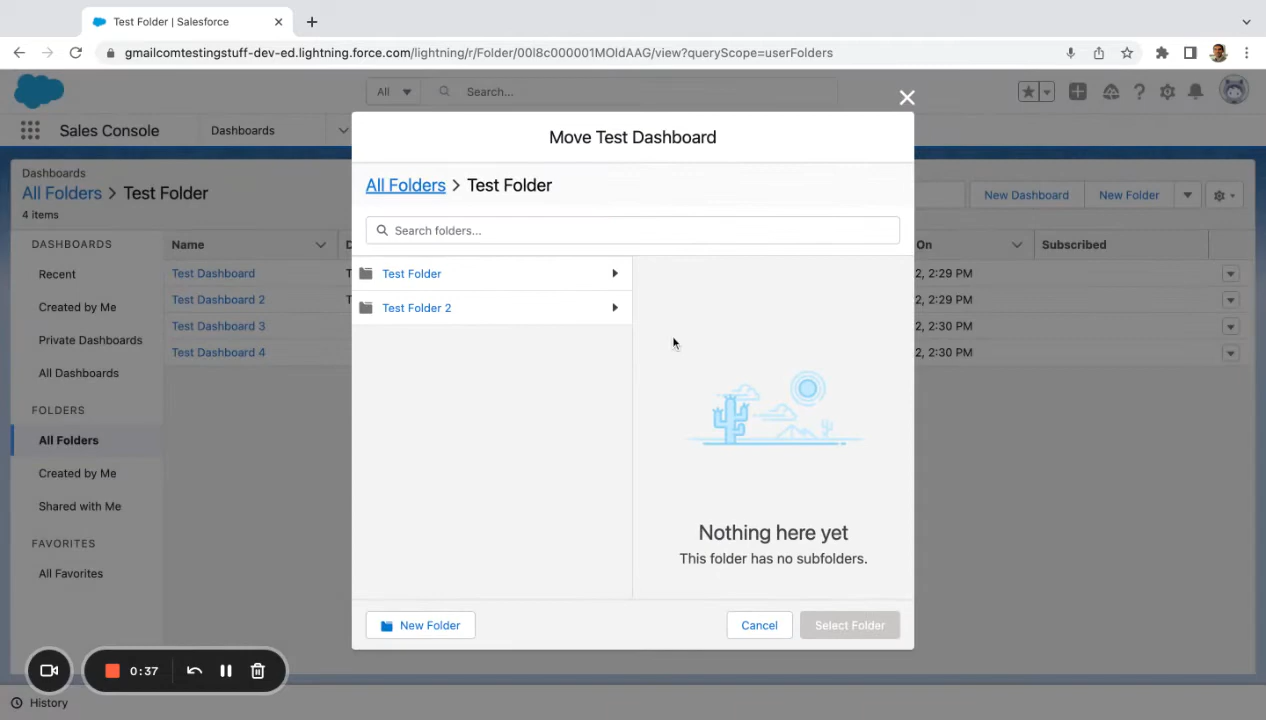 Test Folder | Salesforce
gmailcomtestingstuff-dev-ed.lightning.force.com/lightning/r/Folder/00l8c000001MOldAAG/view?queryScope=userFolders
All
Search...
Sales Console
Dashboards
Dashboards
All Folders > Test Folder
4 items
New Dashboard
New Folder
DASHBOARDS
Recent
Created by Me
Private Dashboards
All Dashboards
FOLDERS
All Folders
Created by Me
Shared with Me
FAVORITES
All Favorites
Name
D
On
Subscribed
Test Dashboard
T
2, 2:29 PM
Test Dashboard 2
T
2, 2:29 PM
Test Dashboard 3
2, 2:30 PM
Test Dashboard 4
2, 2:30 PM
Move Test Dashboard
All Folders > Test Folder
Search folders...
Test Folder
Test Folder 2
Nothing here yet
This folder has no subfolders.
New Folder
Cancel
Select Folder
0:37
History